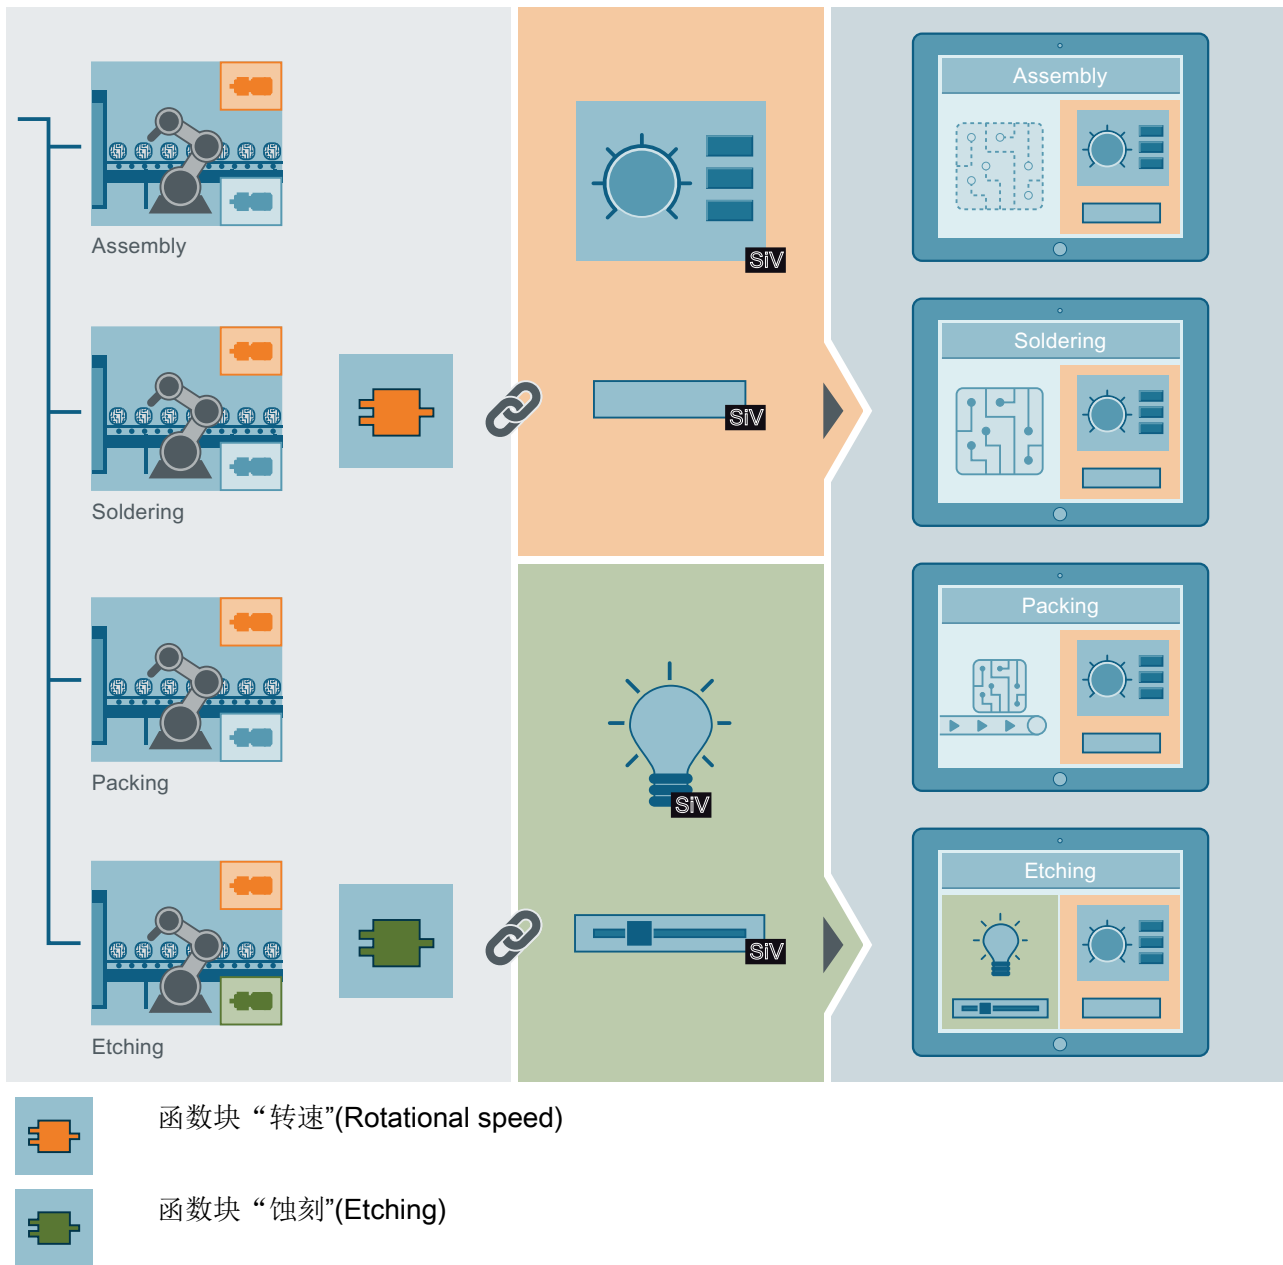 Assembly
Soldering
Packing
Etching
SiV
SiV
SiV
SiV
Assembly
Soldering
Packing
Etching
函数块“转速”(Rotational speed)
函数块“蚀刻”(Etching)